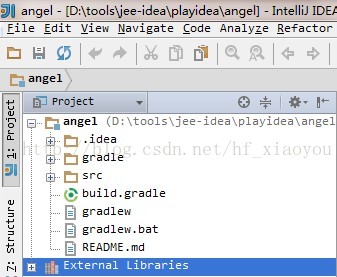 angel - [D:\tools\jee-idea\playidea\angel] - IntelliJ IDEA
File Edit View Navigate Code Analyze Refactor
angel
Project
angel (D:\tools\jee-idea\playidea\angel
.idea
gradle
src
build.gradle
gradlew
gradlew.bat
README.md
External Libraries
1: Project
Z: Structure
http://blog.csdn.net/hf_xiaoyou